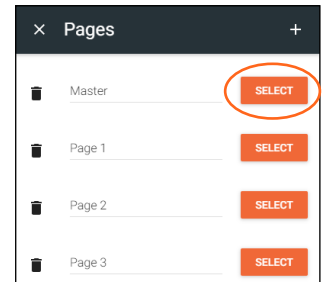 × Pages +
Master SELECT
Page 1 SELECT
Page 2 SELECT
Page 3 SELECT